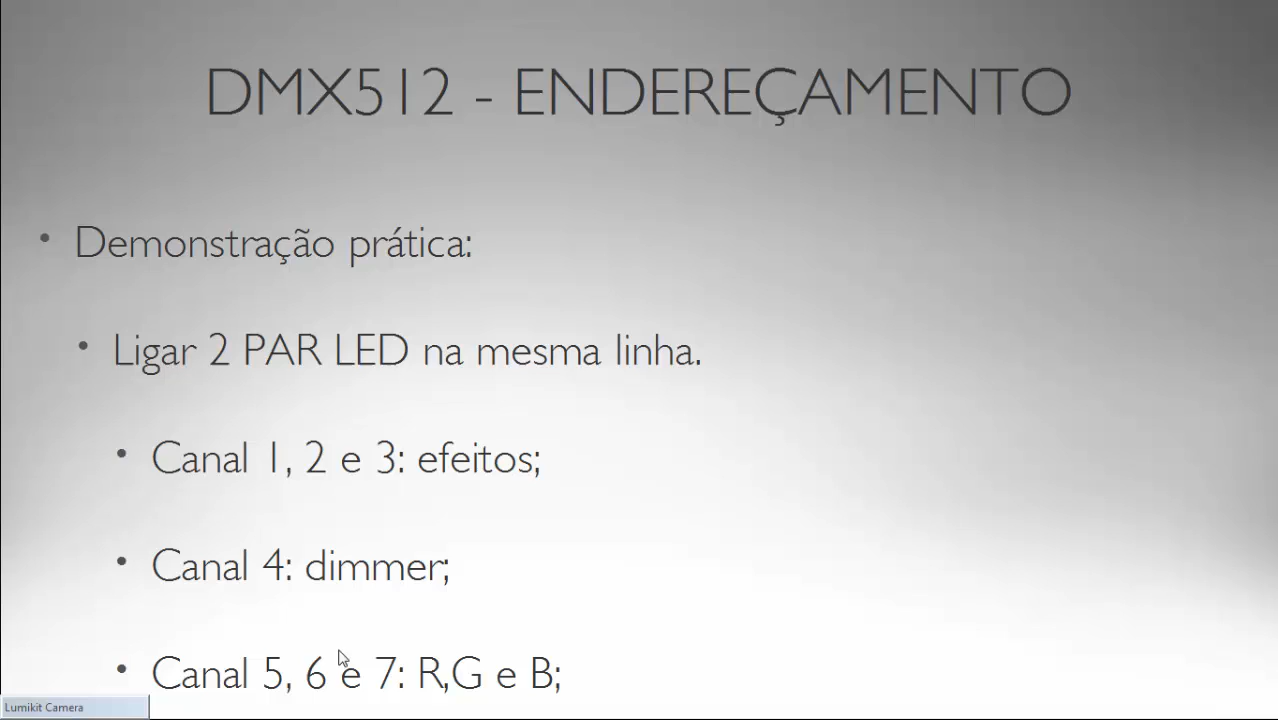 DMX512 - ENDEREÇAMENTO
• Demonstração prática:
• Ligar 2 PAR LED na mesma linha.
• Canal 1, 2 e 3: efeitos;
• Canal 4: dimmer;
• Canal 5, 6 e 7: R,G e B;
Lumikit Camera